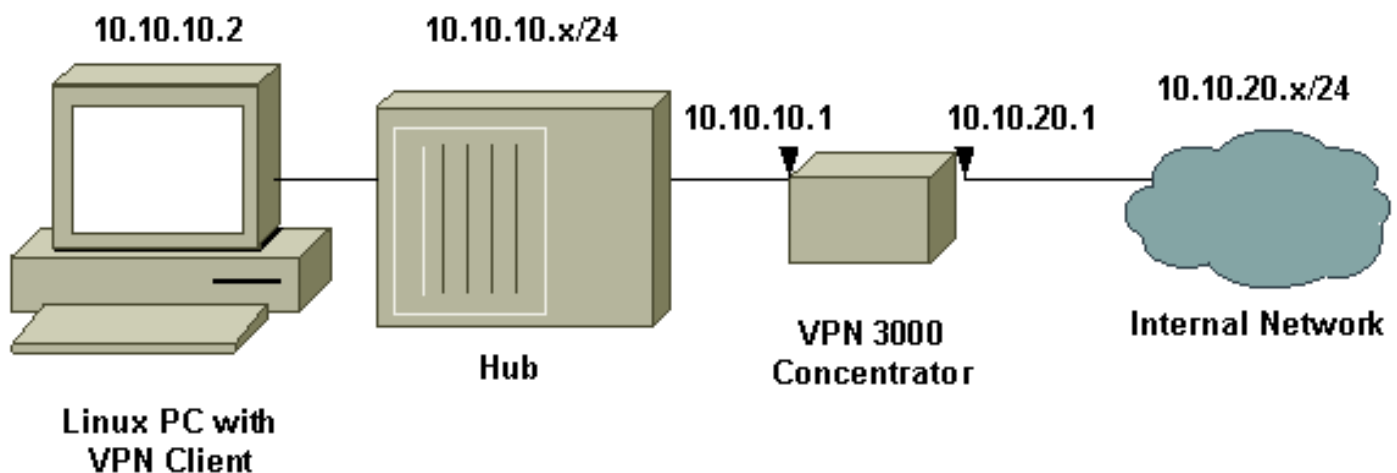 10.10.10.2
10.10.10.x/24
10.10.10.1
10.10.20.1
10.10.20.x/24
Linux PC with
VPN Client
Hub
VPN 3000
Concentrator
Internal Network